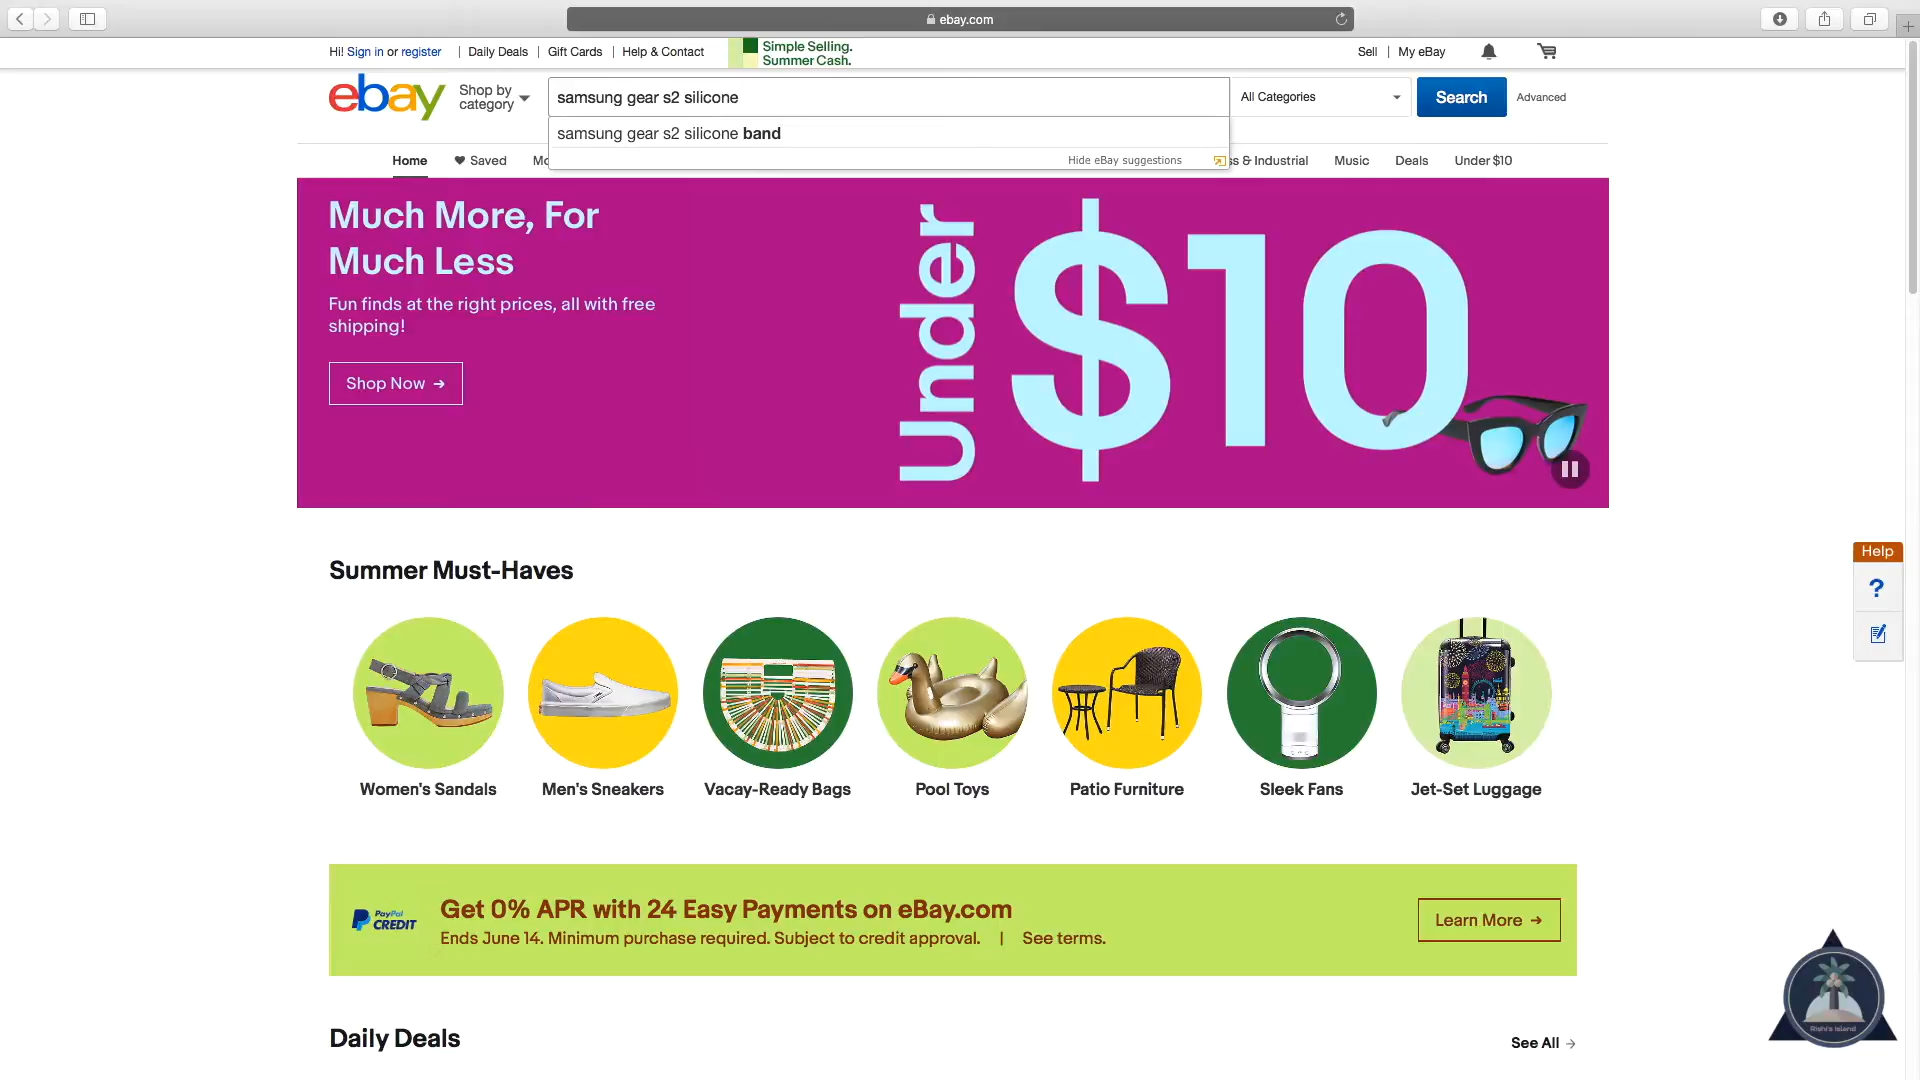 ebay.com
Hi! Sign in or register | Daily Deals | Gift Cards | Help & Contact
Simple Selling.
Summer Cash.
Sell | My eBay
ebay
Shop by
category
samsung gear s2 silicone
All Categories
Search
Advanced
samsung gear s2 silicone band
Hide eBay suggestions
Home
Saved
Mo
ss & Industrial
Music
Deals
Under $10
Much More, For
Much Less
Fun finds at the right prices, all with free
shipping!
Shop Now →
Under
$10
Help
?
Summer Must-Haves
Women's Sandals
Men's Sneakers
Vacay-Ready Bags
Pool Toys
Patio Furniture
Sleek Fans
Jet-Set Luggage
PayPal
CREDIT
Get 0% APR with 24 Easy Payments on eBay.com
Ends June 14. Minimum purchase required. Subject to credit approval. | See terms.
Learn More →
Rishi's Island
Daily Deals
See All →